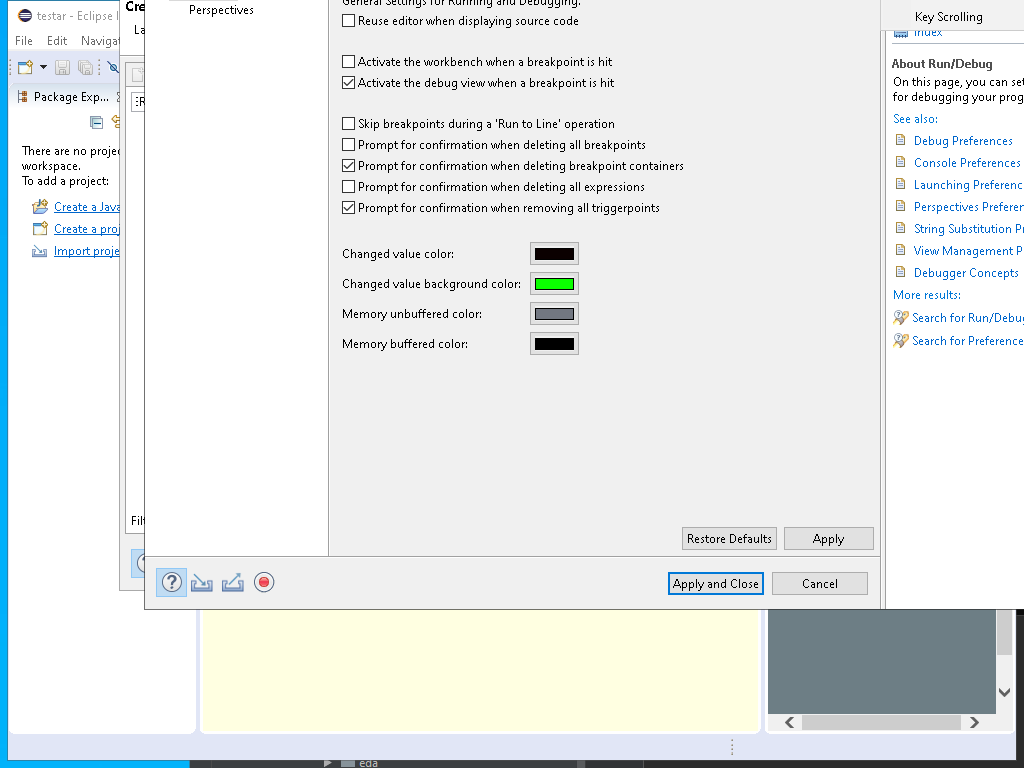 testar - Eclipse I
File Edit Navigat
Package Exp...
There are no proje
workspace.
To add a project:
Create a Java
Create a proj
Import proje
Cre
La
Filt
Perspectives
General Settings for Running and Debugging.
Reuse editor when displaying source code
Activate the workbench when a breakpoint is hit
Activate the debug view when a breakpoint is hit
Skip breakpoints during a 'Run to Line' operation
Prompt for confirmation when deleting all breakpoints
Prompt for confirmation when deleting breakpoint containers
Prompt for confirmation when deleting all expressions
Prompt for confirmation when removing all triggerpoints
Changed value color:
Changed value background color:
Memory unbuffered color:
Memory buffered color:
Restore Defaults Apply
Apply and Close Cancel
Key Scrolling
Index
About Run/Debug
On this page, you can set
for debugging your prog
See also:
Debug Preferences
Console Preferences
Launching Preferenc
Perspectives Preferen
String Substitution Pr
View Management P
Debugger Concepts
More results:
Search for Run/Debug
Search for Preference
eda